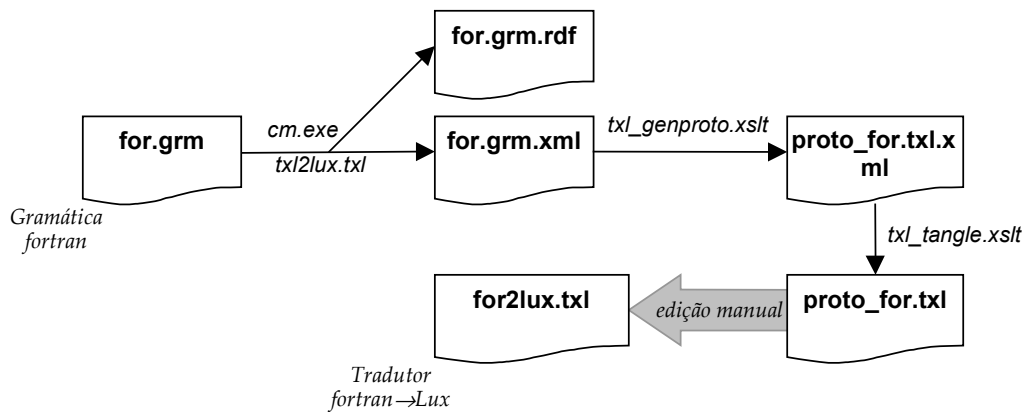 for.grm.rdf
for.grm
cm.exe
txl2lux.txl
for.grm.xml
txl_genproto.xslt
proto_for.txl.x
ml
Gramática
fortran
txl_tangle.xslt
for2lux.txl
edição manual
proto_for.txl
Tradutor
fortran→Lux